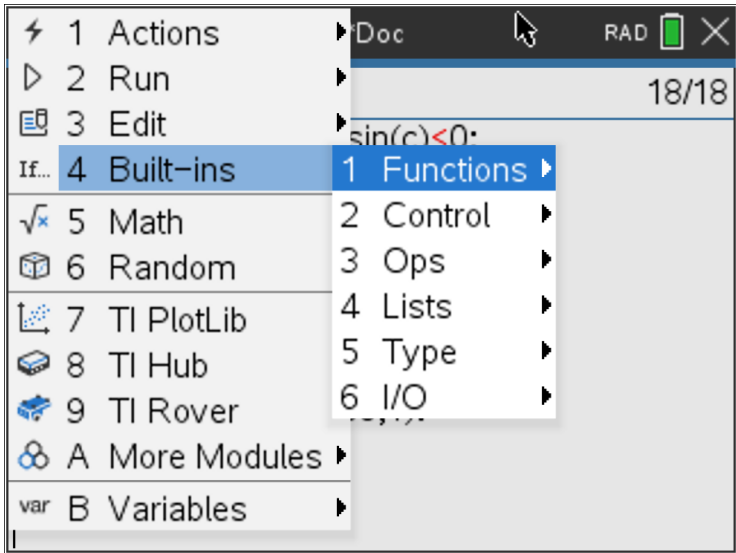 1 Actions
*Doc
RAD
2 Run
18/18
3 Edit
sin(c)<0:
If... 4 Built-ins
1 Functions
5 Math
2 Control
6 Random
3 Ops
7 TI PlotLib
4 Lists
8 TI Hub
5 Type
9 TI Rover
6 I/O
A More Modules
var B Variables